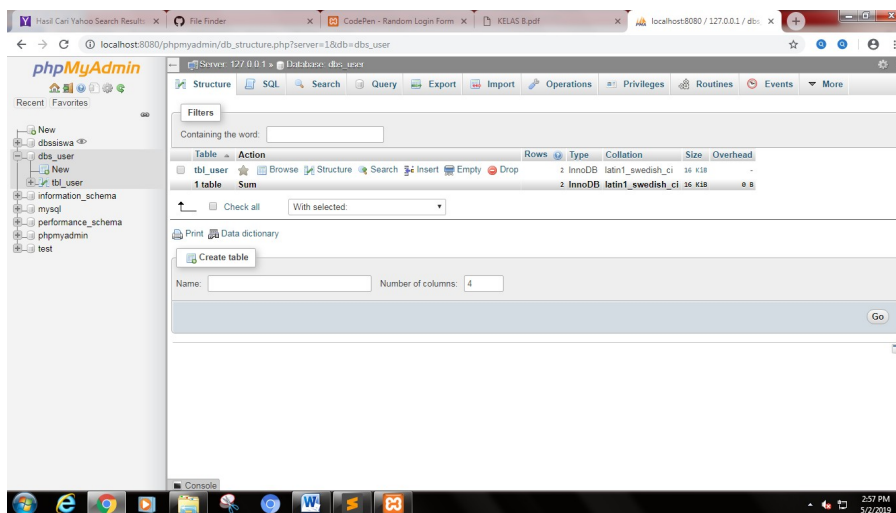 Hasil Cari Yahoo Search Results
File Finder
CodePen - Random Login Form
KELAS B.pdf
localhost:8080 / 127.0.0.1 / dbs_
localhost:8080/phpmyadmin/db_structure.php?server=1&db=dbs_user
phpMyAdmin
Recent Favorites
New
dbssiswa
dbs_user
New
tbl_user
information_schema
mysql
performance_schema
phpmyadmin
test
Server: 127.0.0.1 » Database: dbs_user
Structure SQL Search Query Export Import Operations Privileges Routines Events More
Filters
Containing the word:
Table Action Rows Type Collation Size Overhead
tbl_user Browse Structure Search Insert Empty Drop 2 InnoDB latin1_swedish_ci 16 KiB -
1 table Sum 2 InnoDB latin1_swedish_ci 16 KiB 0 B
Check all With selected:
Print Data dictionary
Create table
Name: Number of columns: 4
Go
Console
2:57 PM
5/2/2019